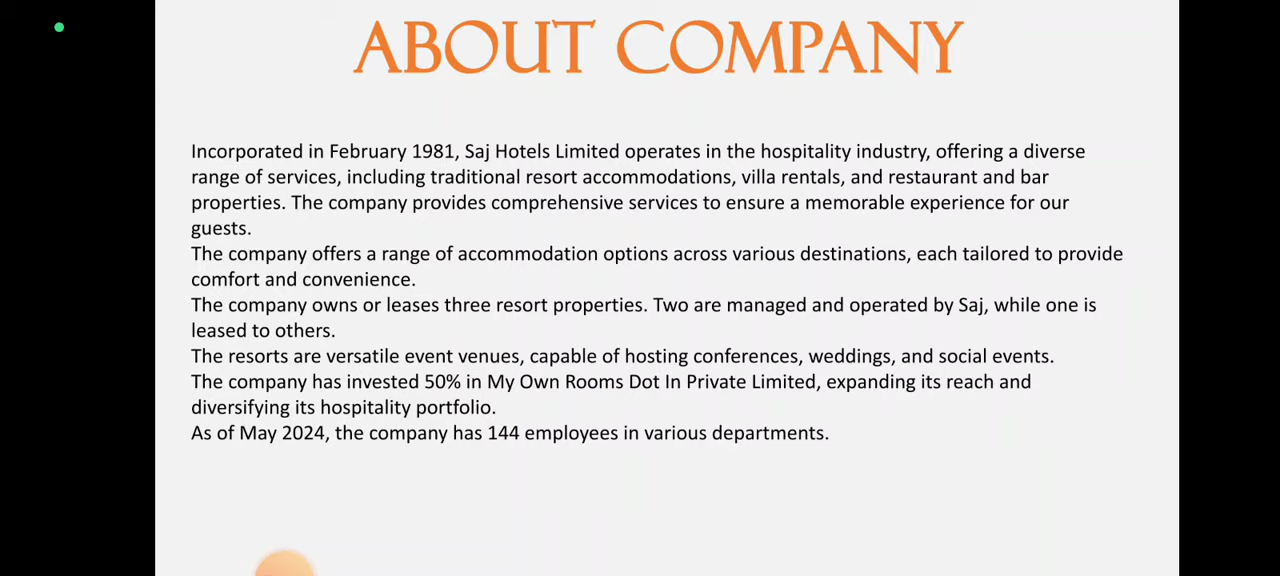 ABOUT COMPANY
Incorporated in February 1981, Saj Hotels Limited operates in the hospitality industry, offering a diverse
range of services, including traditional resort accommodations, villa rentals, and restaurant and bar
properties. The company provides comprehensive services to ensure a memorable experience for our
guests.
The company offers a range of accommodation options across various destinations, each tailored to provide
comfort and convenience.
The company owns or leases three resort properties. Two are managed and operated by Saj, while one is
leased to others.
The resorts are versatile event venues, capable of hosting conferences, weddings, and social events.
The company has invested 50% in My Own Rooms Dot In Private Limited, expanding its reach and
diversifying its hospitality portfolio.
As of May 2024, the company has 144 employees in various departments.